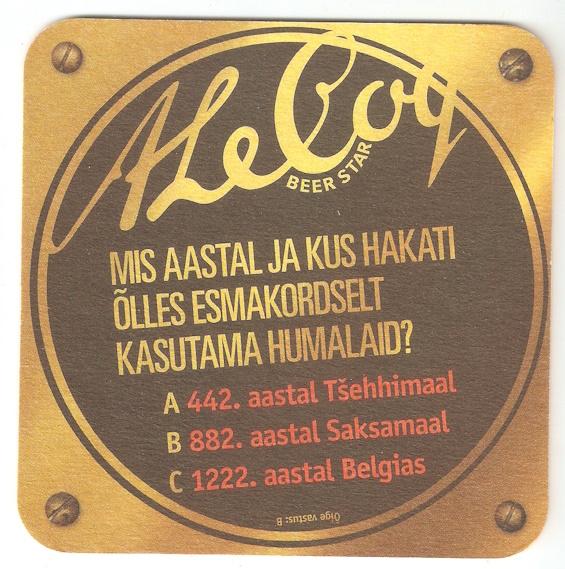 A Le Coq
BEER STAR
MIS AASTAL JA KUS HAKATI
ÕLLES ESMAKORDSELT
KASUTAMA HUMALAID?
A 442. aastal Tšehhimaal
B 882. aastal Saksamaal
C 1222. aastal Belgias
Õige vastus: B